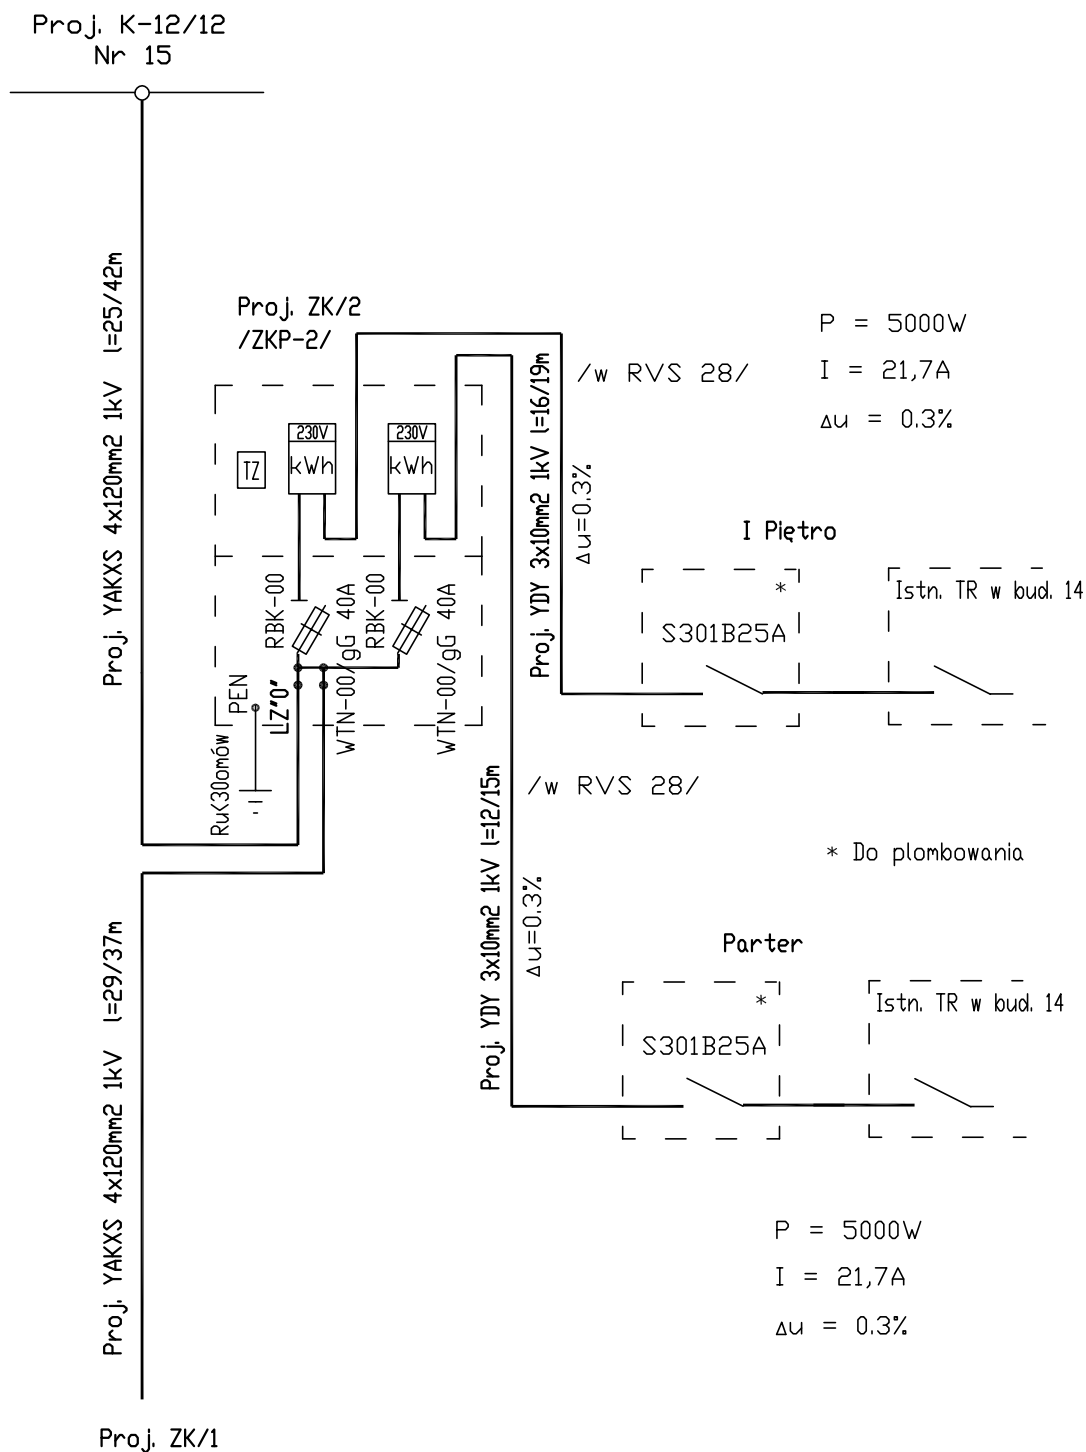 Proj. K-12/12
Nr 15
Proj. YAKXS 4x120mm2 1kV l=25/42m
Proj. ZK/2
/ZKP-2/
230V
kWh
230V
kWh
TZ
RBK-00
WTN-00/gG 40A
RBK-00
WTN-00/gG 40A
PEN
LZ"0"
Ru<30omów
Proj. YDY 3x10mm2 1kV l=16/19m
/w RVS 28/
Δu=0.3%
P = 5000W
I = 21,7A
Δu = 0.3%
I Piętro
*
S301B25A
Istn. TR w bud. 14
Proj. YDY 3x10mm2 1kV l=12/15m
/w RVS 28/
Δu=0.3%
* Do plombowania
Parter
*
S301B25A
Istn. TR w bud. 14
P = 5000W
I = 21,7A
Δu = 0.3%
Proj. YAKXS 4x120mm2 1kV l=29/37m
Proj. ZK/1